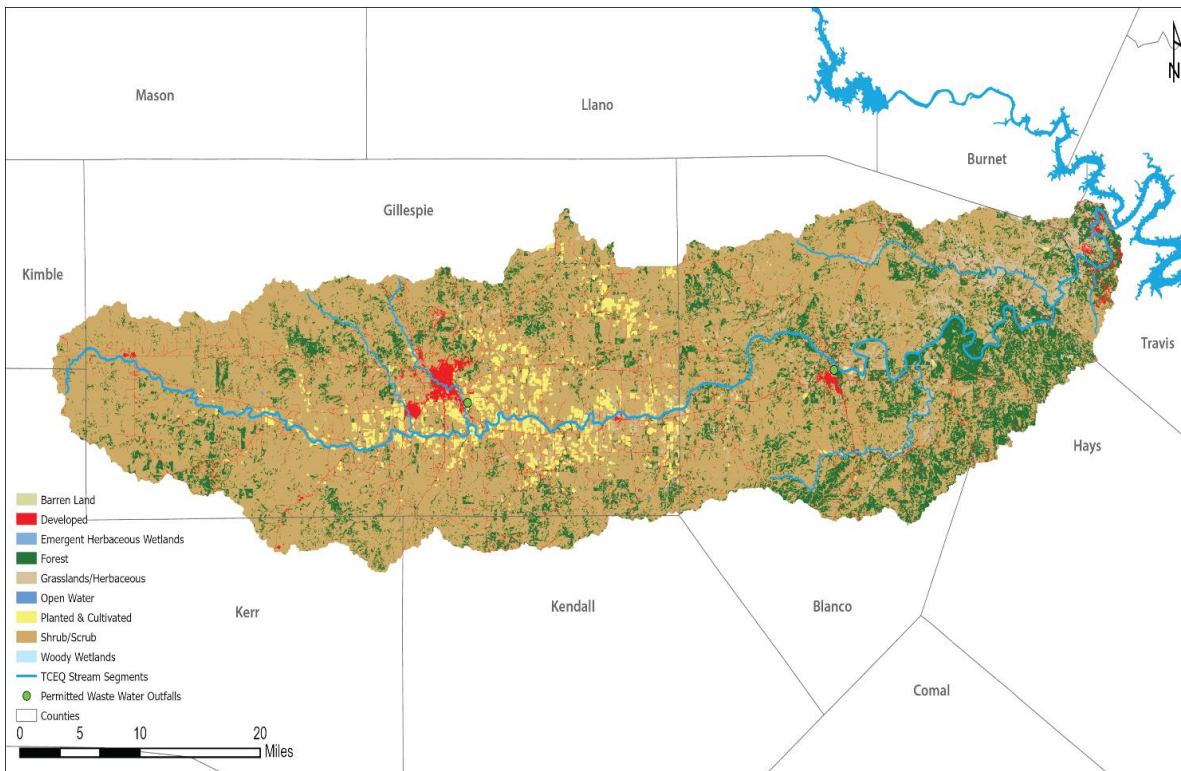 N
Mason
Llano
Burnet
Gillespie
Kimble
Travis
Hays
Kerr
Kendall
Blanco
Comal
Barren Land
Developed
Emergent Herbaceous Wetlands
Forest
Grasslands/Herbaceous
Open Water
Planted & Cultivated
Shrub/Scrub
Woody Wetlands
TCEQ Stream Segments
Permitted Waste Water Outfalls
Counties
0 5 10 20
Miles